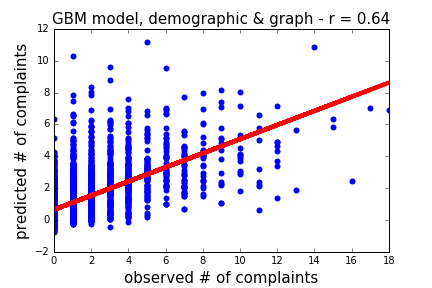 GBM model, demographic & graph - r = 0.64
12
10
8
6
4
2
0
−2
predicted # of complaints
0 2 4 6 8 10 12 14 16 18
observed # of complaints